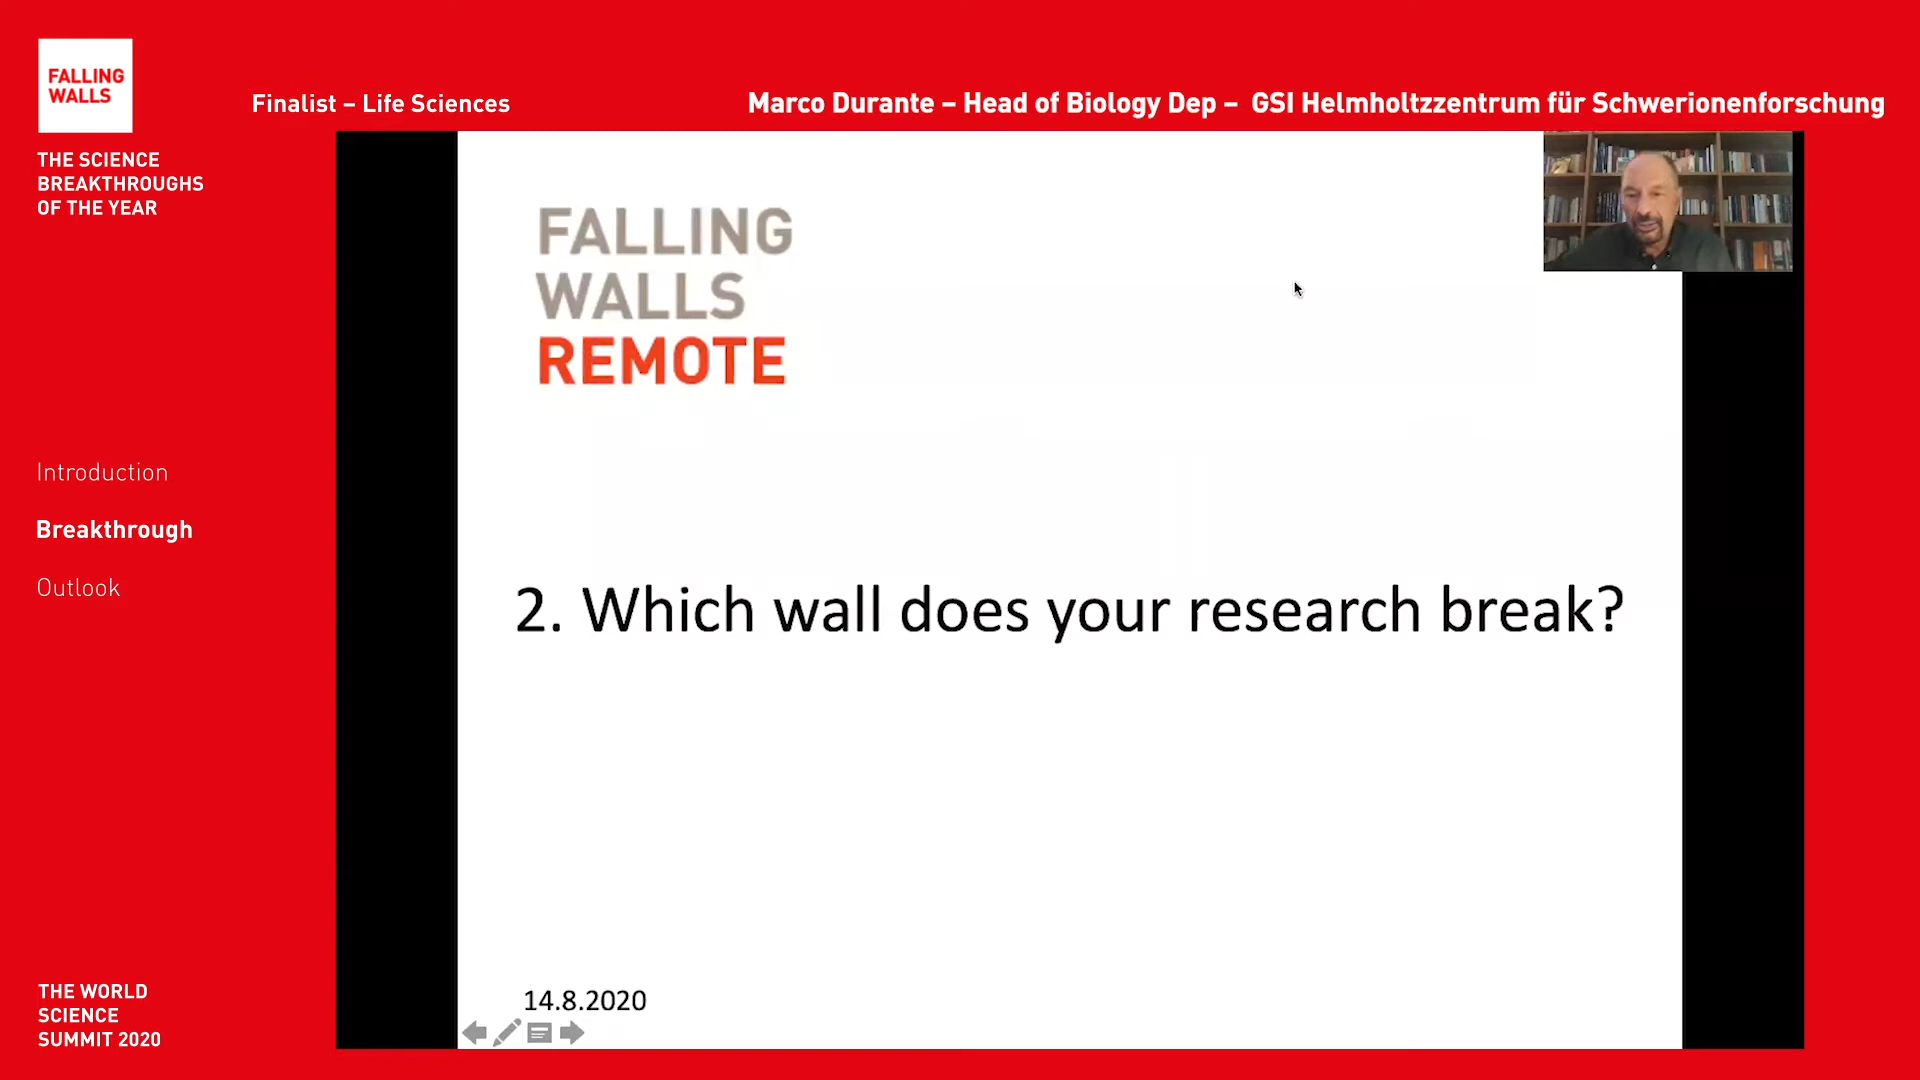 FALLING
WALLS
Finalist – Life Sciences
Marco Durante – Head of Biology Dep – GSI Helmholtzzentrum für Schwerionenforschung
THE SCIENCE
BREAKTHROUGHS
OF THE YEAR
FALLING
WALLS
REMOTE
Introduction
Breakthrough
Outlook
2. Which wall does your research break?
14.8.2020
THE WORLD
SCIENCE
SUMMIT 2020